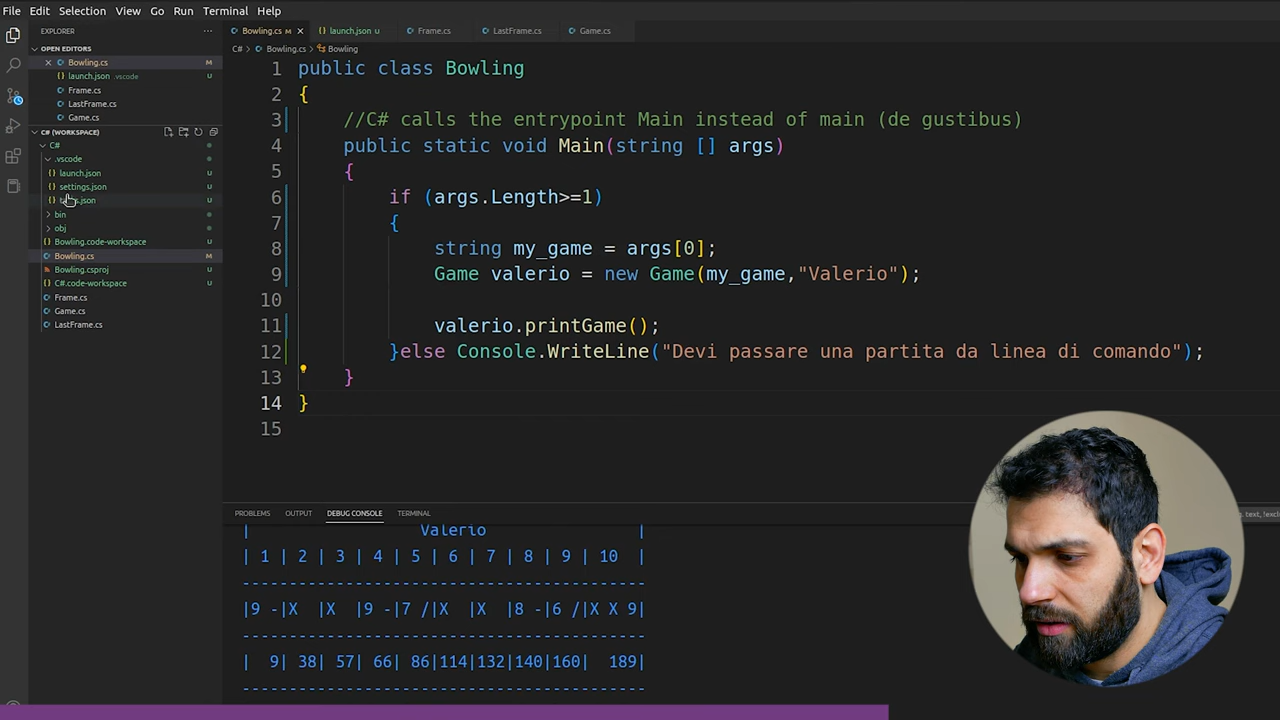 File Edit Selection View Go Run Terminal Help
EXPLORER
OPEN EDITORS
Bowling.cs M
launch.json .vscode U
Frame.cs
LastFrame.cs
Game.cs
C# (WORKSPACE)
C#
.vscode
launch.json U
settings.json U
.json U
bin
obj
Bowling.code-workspace U
Bowling.cs M
Bowling.csproj U
C#.code-workspace U
Frame.cs
Game.cs
LastFrame.cs
Bowling.cs M launch.json U Frame.cs LastFrame.cs Game.cs
C# > Bowling.cs > Bowling
1 public class Bowling
2 {
3 //C# calls the entrypoint Main instead of main (de gustibus)
4 public static void Main(string [] args)
5 {
6 if (args.Length>=1)
7 {
8 string my_game = args[0];
9 Game valerio = new Game(my_game,"Valerio");
10
11 valerio.printGame();
12 }else Console.WriteLine("Devi passare una partita da linea di comando");
13 }
14 }
15
PROBLEMS OUTPUT DEBUG CONSOLE TERMINAL
| Valerio |
| 1 | 2 | 3 | 4 | 5 | 6 | 7 | 8 | 9 | 10 |
-----------------------------------------
|9 -|X |X |9 -|7 /|X |X |8 -|6 /|X X 9|
-----------------------------------------
| 9| 38| 57| 66| 86|114|132|140|160| 189|
-----------------------------------------